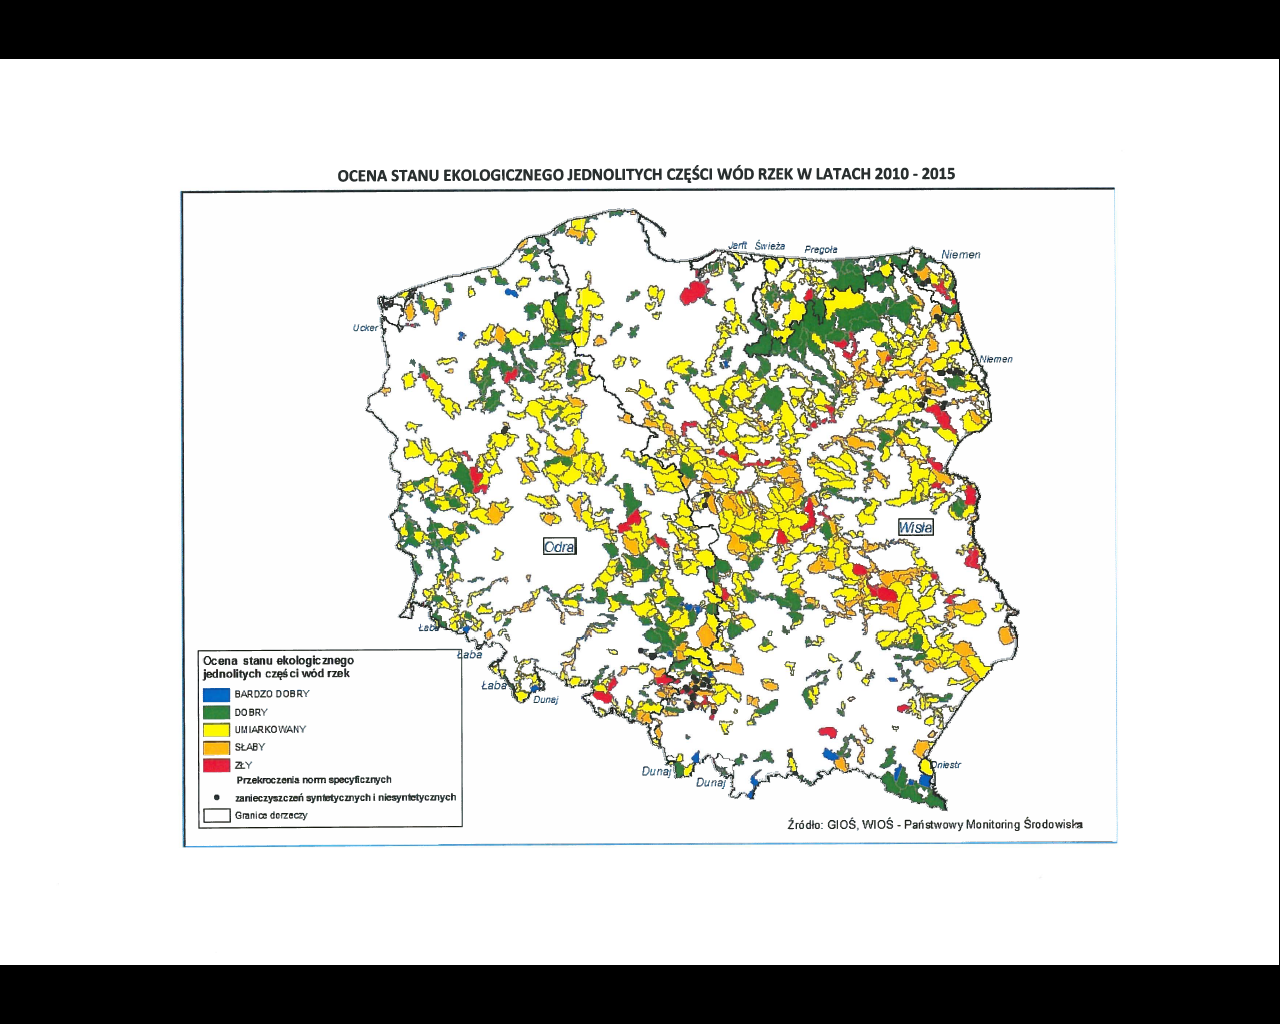 OCENA STANU EKOLOGICZNEGO JEDNOLITYCH CZĘŚCI WÓD RZEK W LATACH 2010 - 2015
Jarft Świeża Pregoła
Niemen
Ucker
Niemen
Wisła
Odra
Łaba
Łaba
Łaba
Dunaj
Dunaj
Dunaj
Dniestr
Ocena stanu ekologicznego
jednolitych części wód rzek
BARDZO DOBRY
DOBRY
UMIARKOWANY
SŁABY
ZŁY
Przekroczenia norm specyficznych
zanieczyszczeń syntetycznych i niesyntetycznych
Granice dorzeczy
Źródło: GIOŚ, WIOŚ - Państwowy Monitoring Środowiska